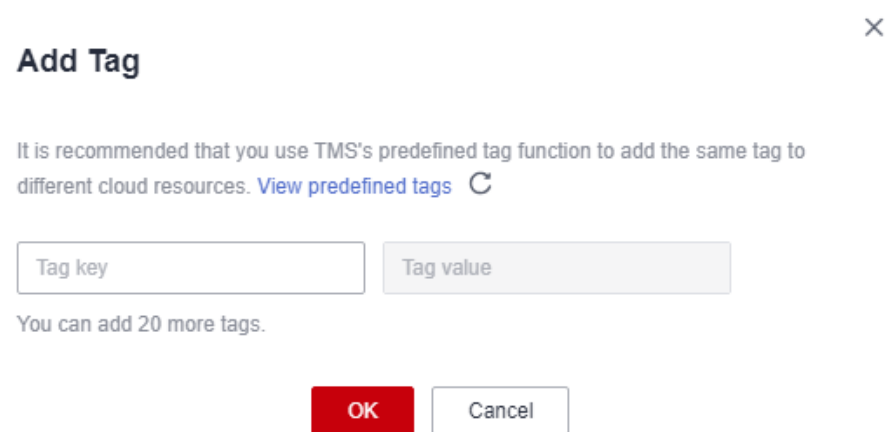 Add Tag
It is recommended that you use TMS's predefined tag function to add the same tag to
different cloud resources. View predefined tags
Tag key Tag value
You can add 20 more tags.
OK Cancel